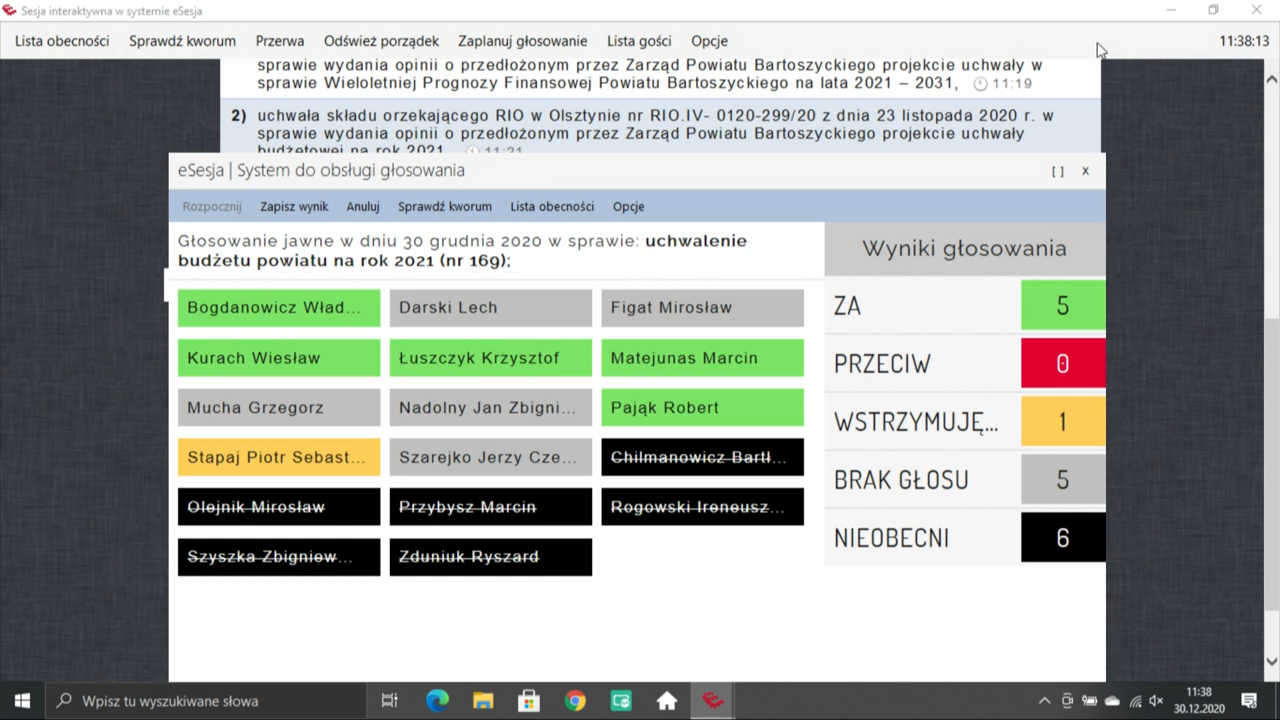 Sesja interaktywna w systemie eSesja
Lista obecności Sprawdź kworum Przerwa Odśwież porządek Zaplanuj głosowanie Lista gości Opcje 11:38:13
sprawie wydania opinii o przedłożonym przez Zarząd Powiatu Bartoszyckiego projekcie uchwały w
sprawie Wieloletniej Prognozy Finansowej Powiatu Bartoszyckiego na lata 2021 – 2031, 11:19
2) uchwała składu orzekającego RIO w Olsztynie nr RIO.IV- 0120-299/20 z dnia 23 listopada 2020 r. w
sprawie wydania opinii o przedłożonym przez Zarząd Powiatu Bartoszyckiego projekcie uchwały
budżetowej na rok 2021 11:21
eSesja | System do obsługi głosowania [ ] x
Rozpocznij Zapisz wynik Anuluj Sprawdź kworum Lista obecności Opcje
Głosowanie jawne w dniu 30 grudnia 2020 w sprawie: uchwalenie
budżetu powiatu na rok 2021 (nr 169);
Wyniki głosowania
Bogdanowicz Wład... Darski Lech Figat Mirosław
Kurach Wiesław Łuszczyk Krzysztof Matejunas Marcin
Mucha Grzegorz Nadolny Jan Zbigni... Pająk Robert
Stapaj Piotr Sebast... Szarejko Jerzy Cze... Chilmanowicz Bartł...
Olejnik Mirosław Przybysz Marcin Rogowski Ireneusz...
Szyszka Zbigniew... Zduniuk Ryszard
ZA 5
PRZECIW 0
WSTRZYMUJĘ... 1
BRAK GŁOSU 5
NIEOBECNI 6
Wpisz tu wyszukiwane słowa
11:38
30.12.2020